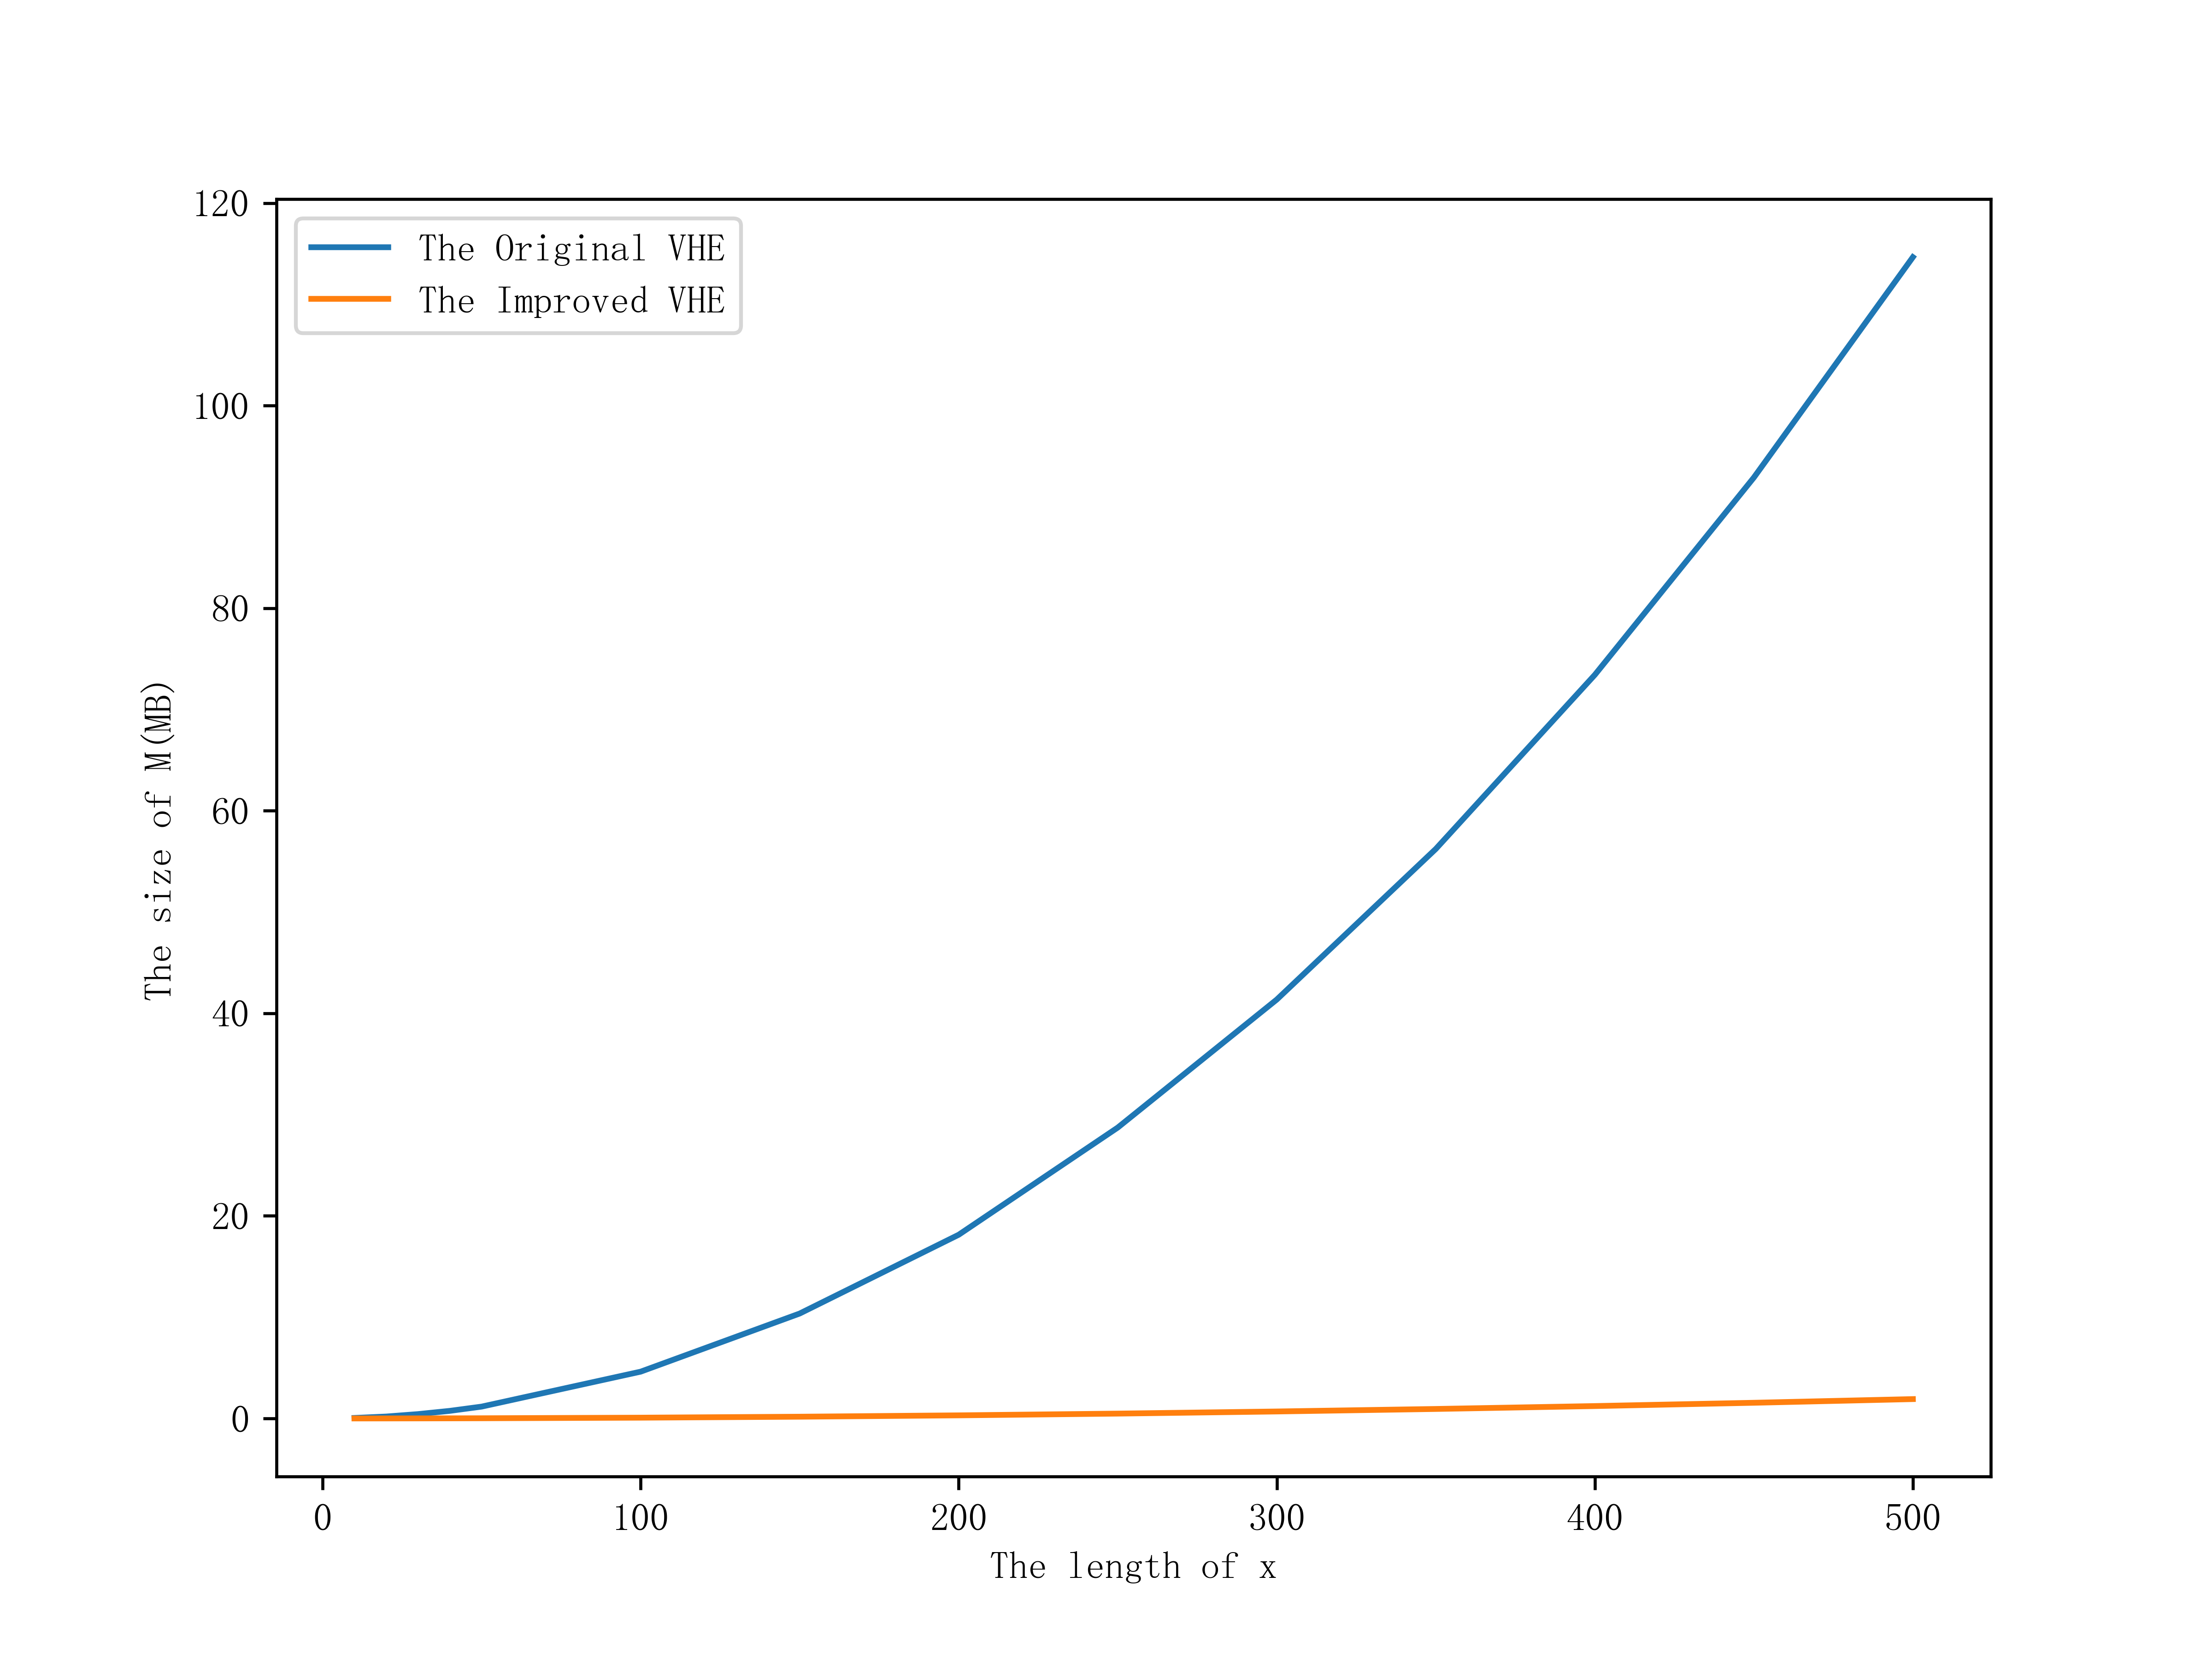 The Original VHE
The Improved VHE
120
100
80
60
40
20
0
The size of M(MB)
0 100 200 300 400 500
The length of x